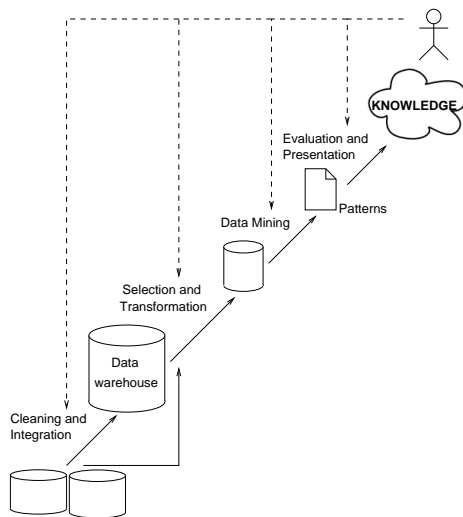 KNOWLEDGE
Evaluation and
Presentation
Patterns
Data Mining
Selection and
Transformation
Data
warehouse
Cleaning and
Integration